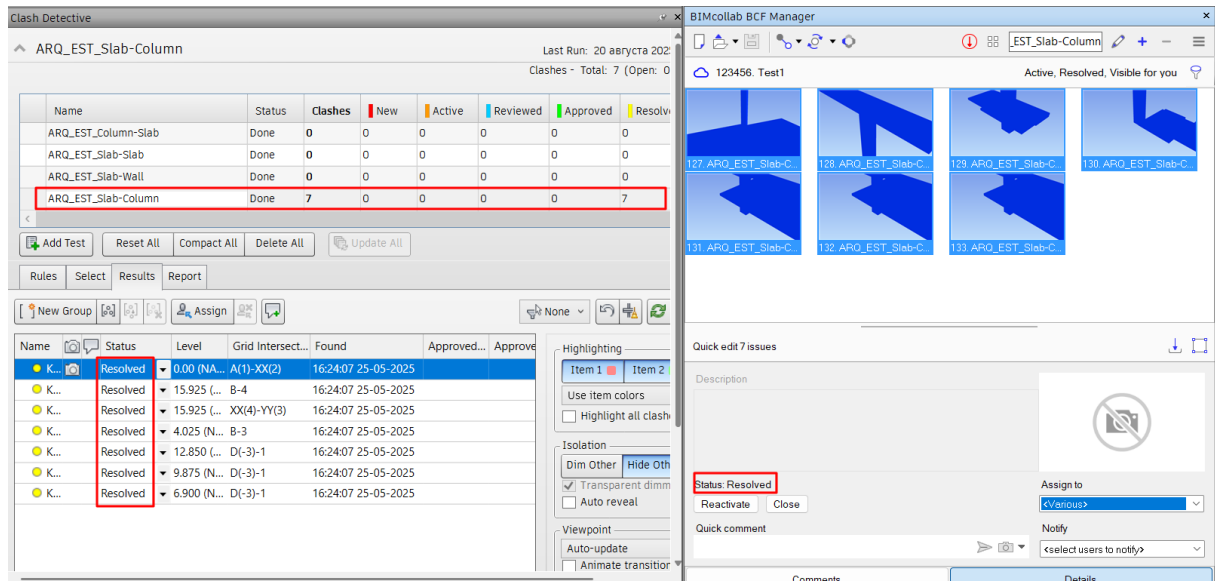 Clash Detective
ARQ_EST_Slab-Column
Last Run: 20 августа 202
Clashes - Total: 7 (Open: 0
Name Status Clashes New Active Reviewed Approved Resolv
ARQ_EST_Column-Slab Done 0 0 0 0 0 0
ARQ_EST_Slab-Slab Done 0 0 0 0 0 0
ARQ_EST_Slab-Wall Done 0 0 0 0 0 0
ARQ_EST_Slab-Column Done 7 0 0 0 0 7
Add Test Reset All Compact All Delete All Update All
Rules Select Results Report
New Group Assign None
Name Status Level Grid Intersect... Found Approved... Approve
K... Resolved 0.00 (NA... A(1)-XX(2) 16:24:07 25-05-2025
K... Resolved 15.925 (... B-4 16:24:07 25-05-2025
K... Resolved 15.925 (... XX(4)-YY(3) 16:24:07 25-05-2025
K... Resolved 4.025 (N... B-3 16:24:07 25-05-2025
K... Resolved 12.850 (... D(-3)-1 16:24:07 25-05-2025
K... Resolved 9.875 (N... D(-3)-1 16:24:07 25-05-2025
K... Resolved 6.900 (N... D(-3)-1 16:24:07 25-05-2025
Highlighting
Item 1 Item 2
Use item colors
Highlight all clash
Isolation
Dim Other Hide Oth
Transparent dimm
Auto reveal
Viewpoint
Auto-update
Animate transition
BIMcollab BCF Manager
EST_Slab-Column
123456. Test1 Active, Resolved, Visible for you
127. ARQ_EST_Slab-C... 128. ARQ_EST_Slab-C... 129. ARQ_EST_Slab-C... 130. ARQ_EST_Slab-C...
131. ARQ_EST_Slab-C... 132. ARQ_EST_Slab-C... 133. ARQ_EST_Slab-C...
Quick edit 7 issues
Description
Status: Resolved
Reactivate Close
Assign to
<Various>
Quick comment
Notify
<select users to notify>
Comments Details